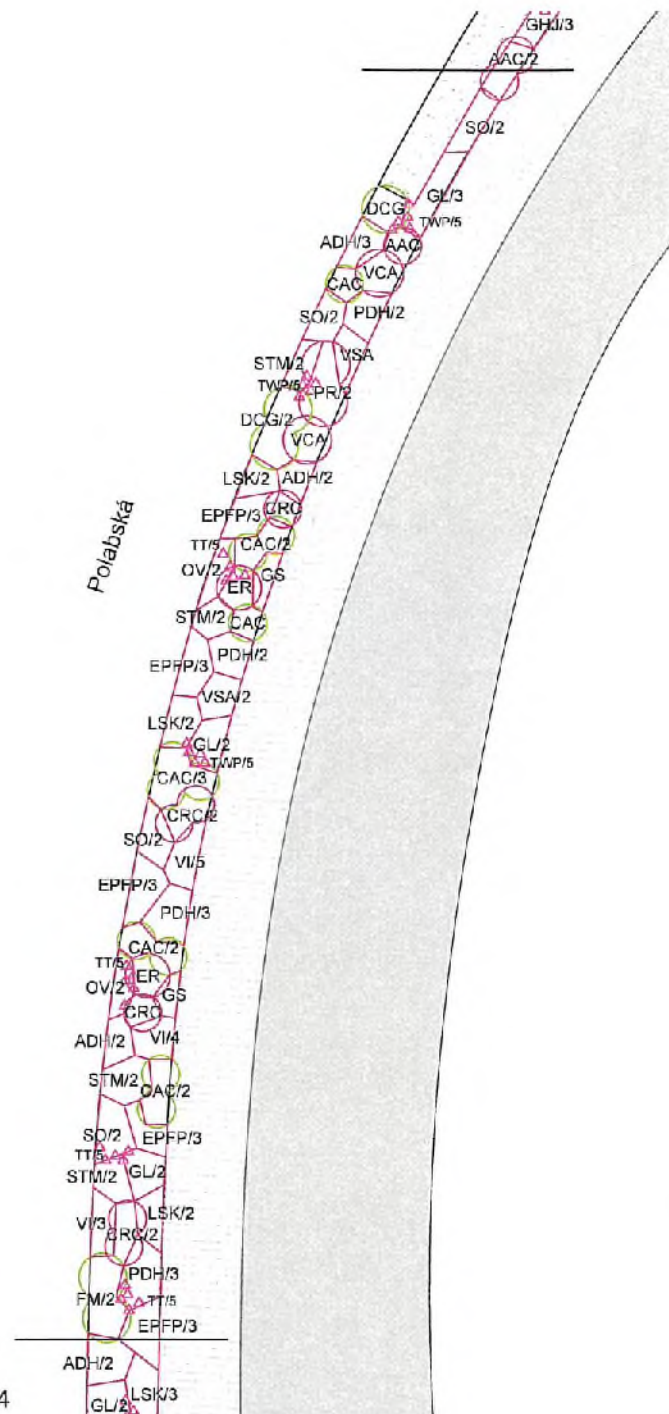 GHJ/3
AAC/2
SO/2
GL/3
DCG
TWP/5
ADH/3
AAC
VCA
CAC
SO/2
PDH/2
VSA
STM/2
TWP/5
PR/2
DCG/2
VCA
LSK/2
ADH/2
EPFP/3
CRC
CAC/2
TT/5
OV/2
GS
ER
STM/2
CAC
Polabská
PDH/2
EPFP/3
VSA/2
LSK/2
GL/2
TWP/5
CAC/3
CRC/2
SO/2
VI/5
EPFP/3
PDH/3
CAC/2
TT/5
ER
OV/2
GS
CRC
ADH/2
VI/4
STM/2
CAC/2
SO/2
EPFP/3
TT/5
GL/2
STM/2
LSK/2
VI/3
CRC/2
PDH/3
FM/2
TT/5
EPFP/3
ADH/2
LSK/3
GL/2
4